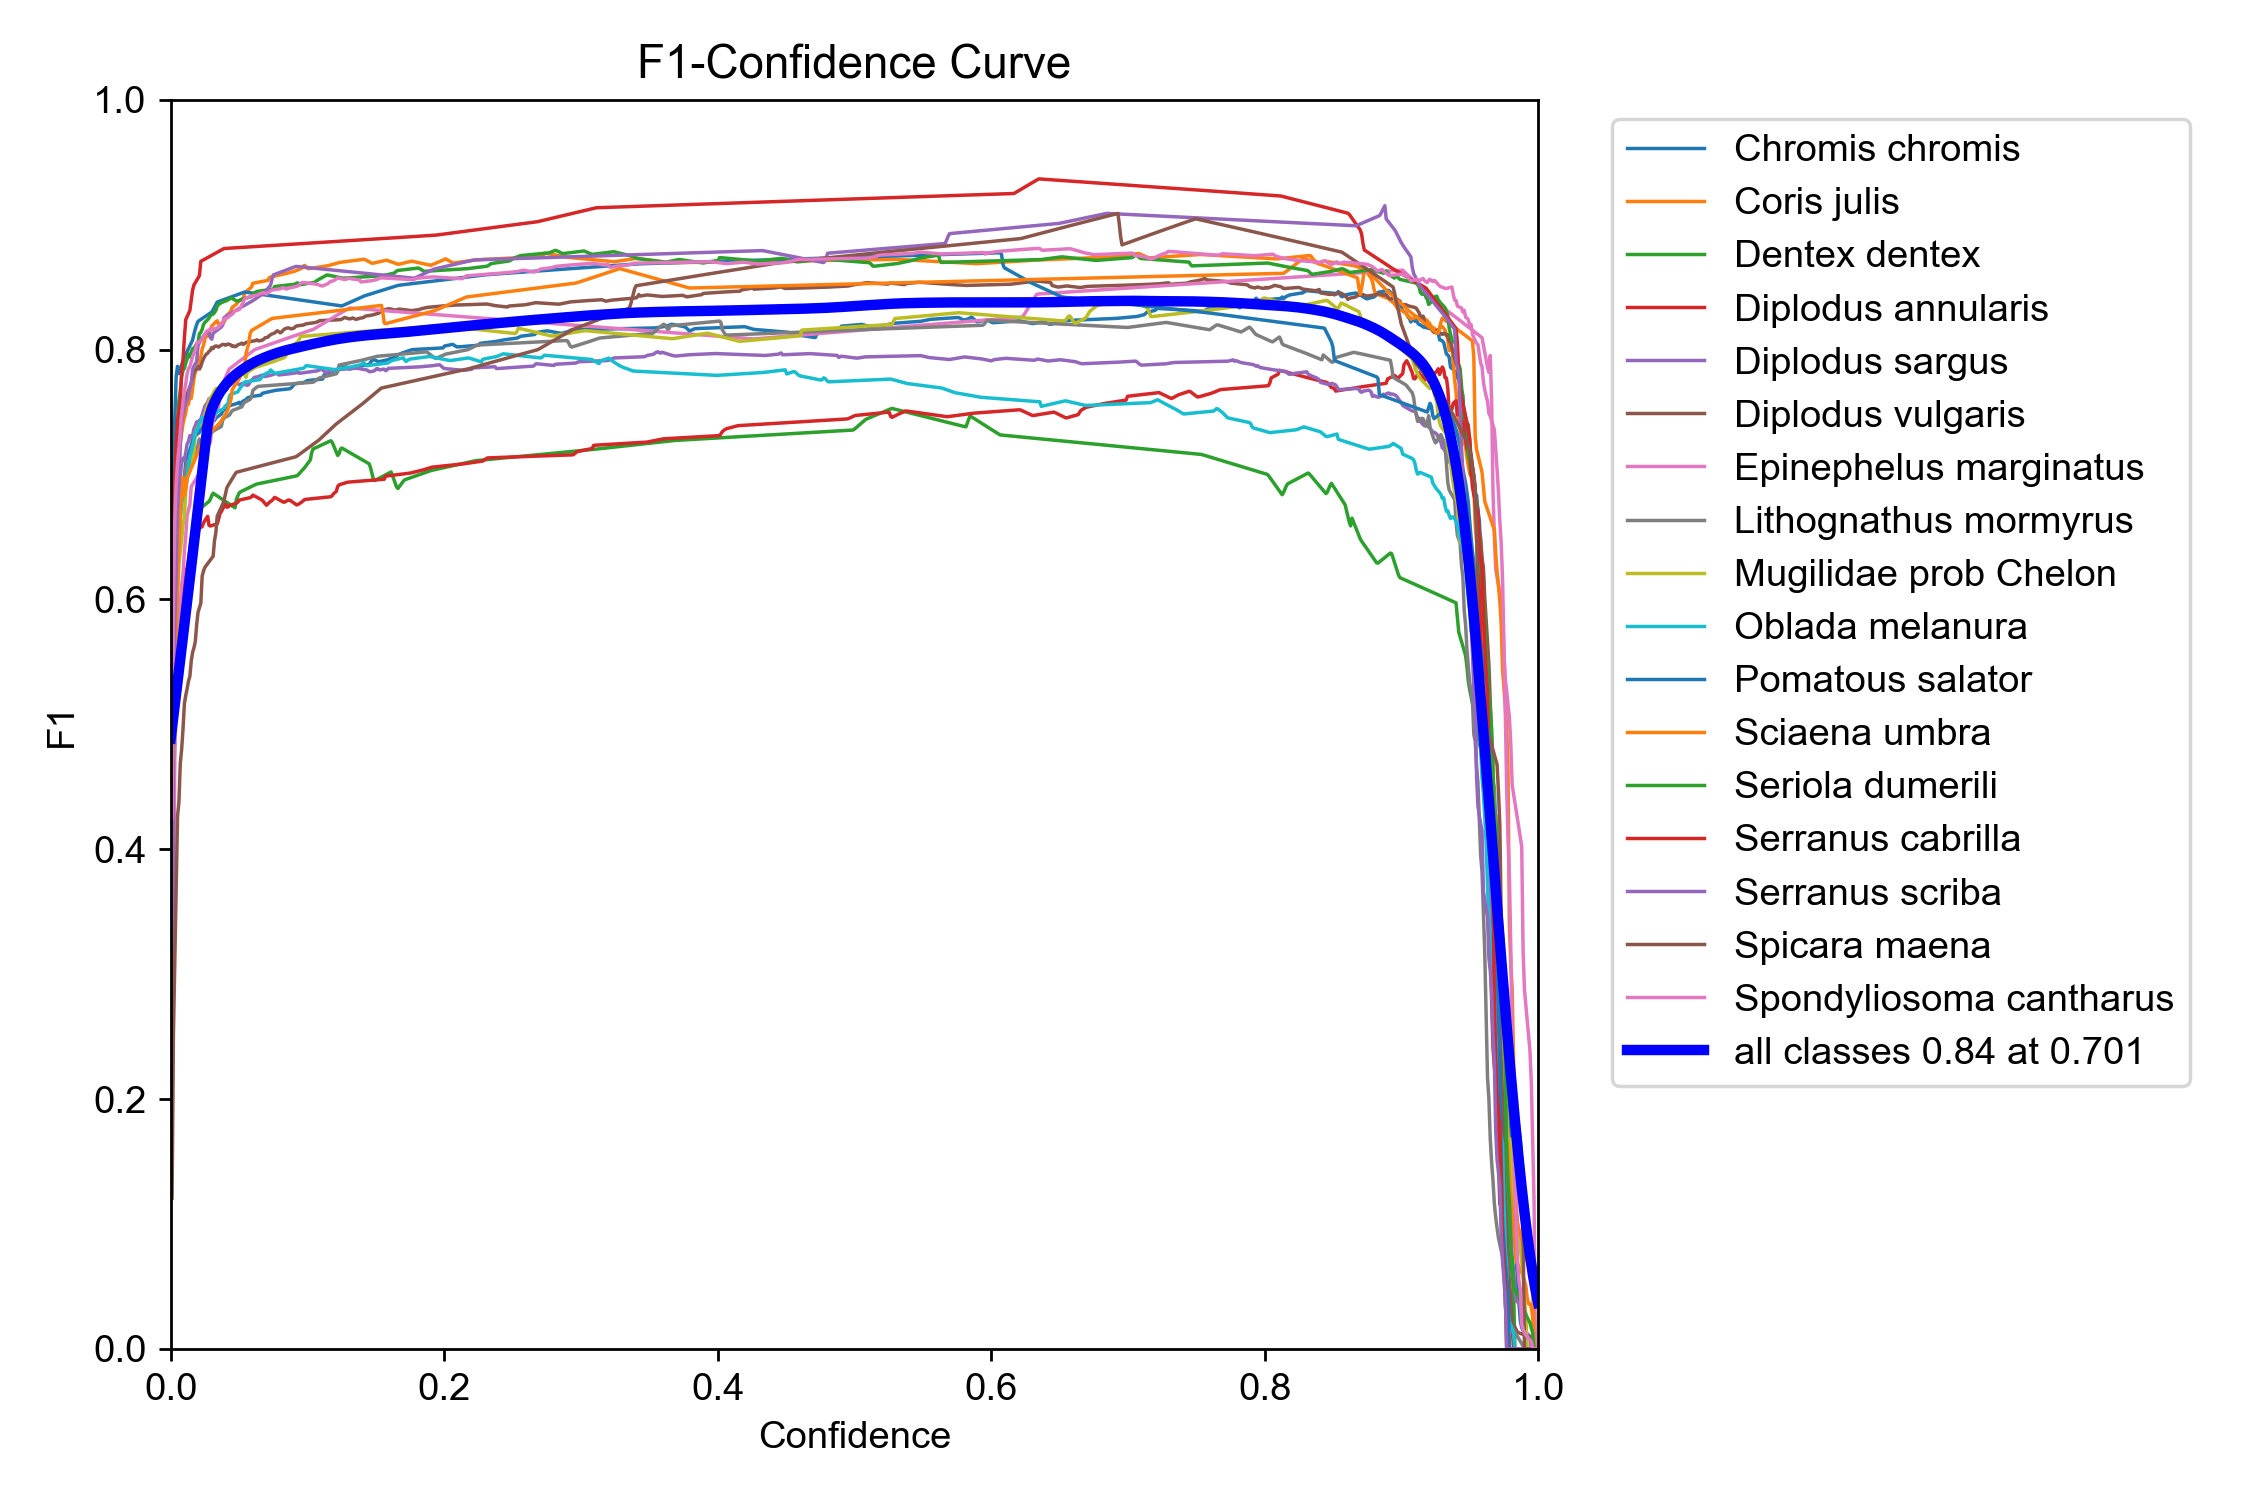 F1-Confidence Curve
1.0
0.8
0.6
0.4
0.2
0.0
F1
0.0 0.2 0.4 0.6 0.8 1.0
Confidence
Chromis chromis
Coris julis
Dentex dentex
Diplodus annularis
Diplodus sargus
Diplodus vulgaris
Epinephelus marginatus
Lithognathus mormyrus
Mugilidae prob Chelon
Oblada melanura
Pomatous salator
Sciaena umbra
Seriola dumerili
Serranus cabrilla
Serranus scriba
Spicara maena
Spondyliosoma cantharus
all classes 0.84 at 0.701